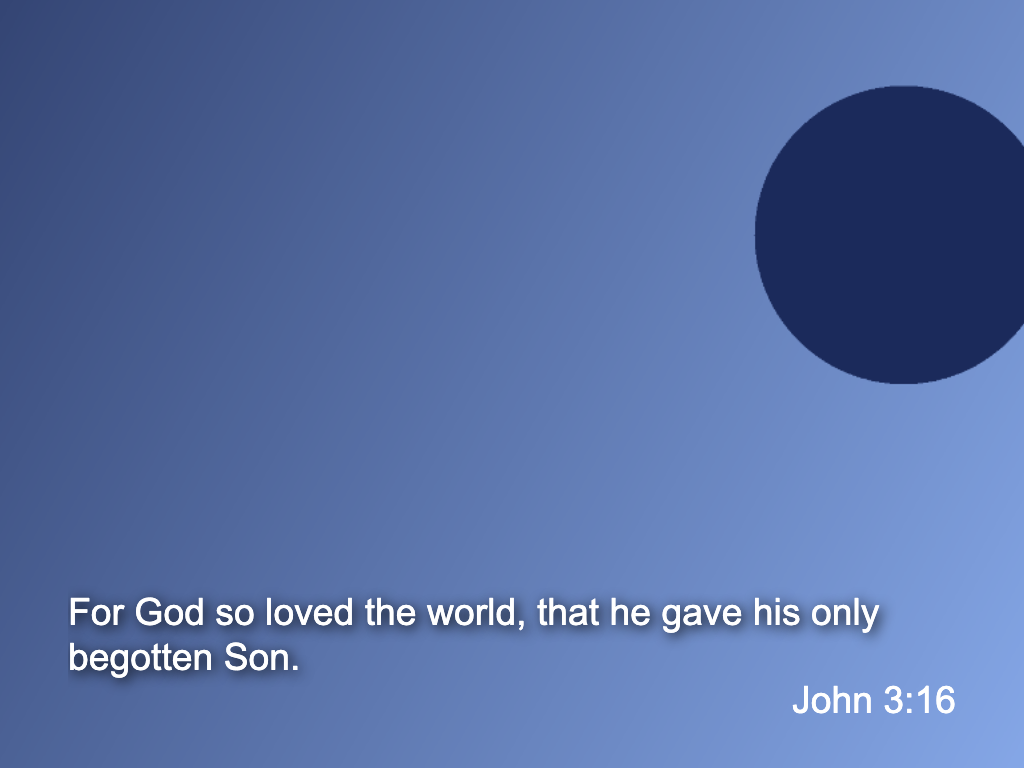 For God so loved the world, that he gave his only
begotten Son.
John 3:16